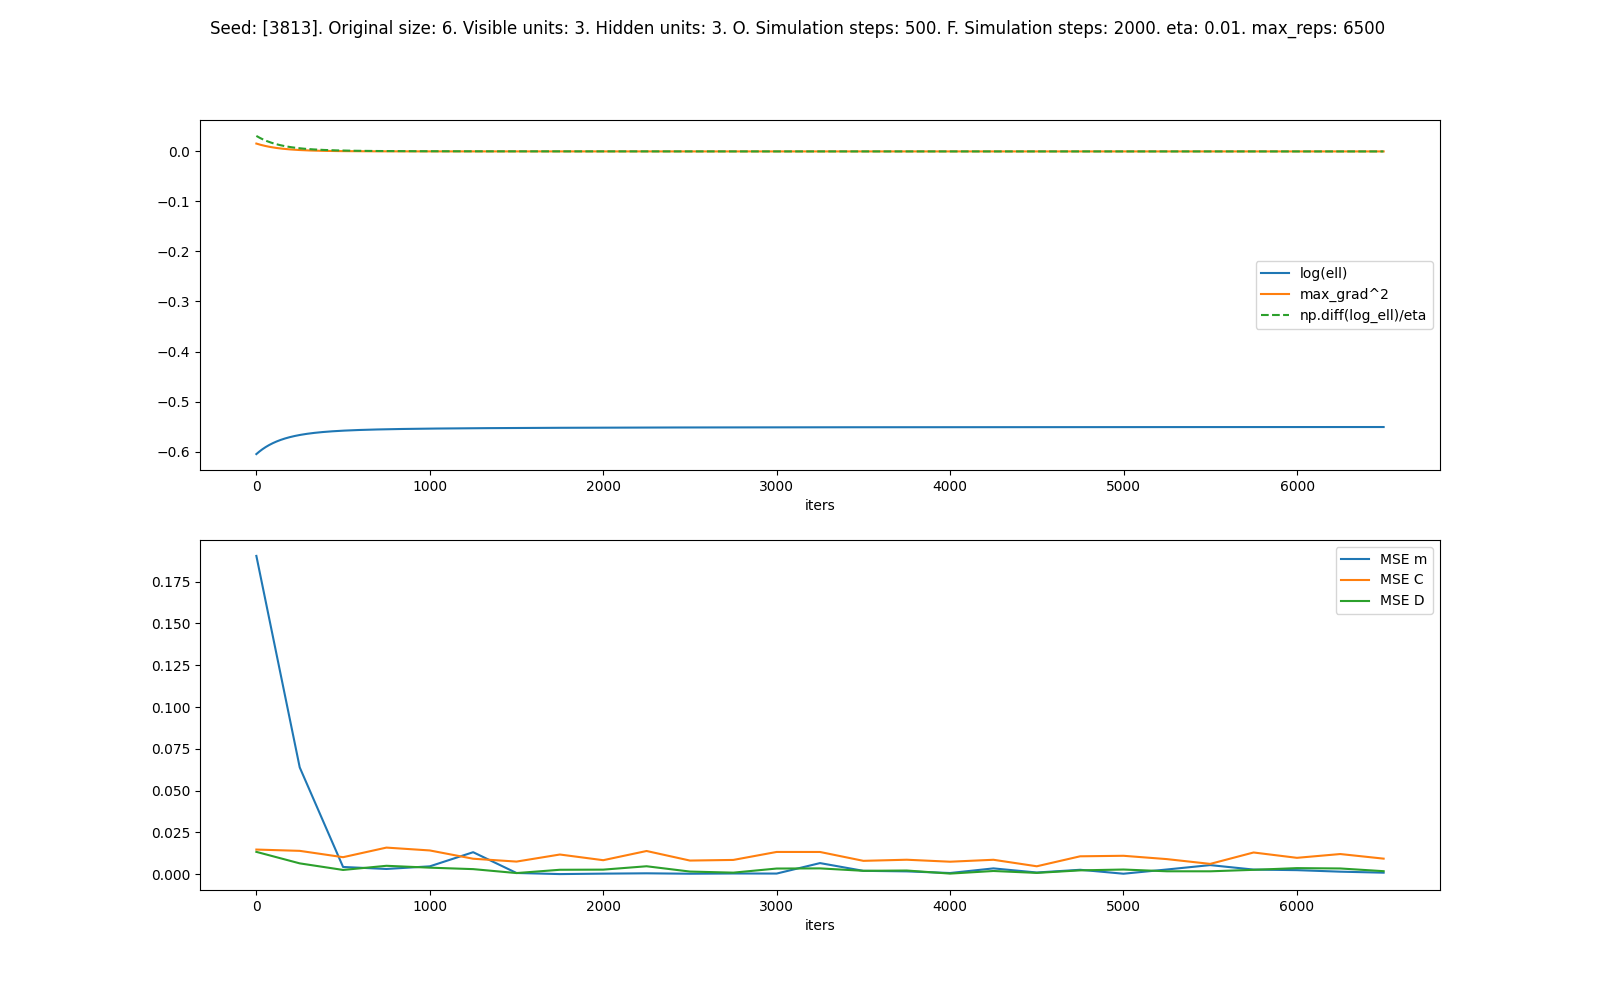 Seed: [3813]. Original size: 6. Visible units: 3. Hidden units: 3. O. Simulation steps: 500. F. Simulation steps: 2000. eta: 0.01. max_reps: 6500
0.0
−0.1
−0.2
−0.3
−0.4
−0.5
−0.6
log(ell)
max_grad^2
np.diff(log_ell)/eta
0 1000 2000 3000 4000 5000 6000
iters
0.175
0.150
0.125
0.100
0.075
0.050
0.025
0.000
MSE m
MSE C
MSE D
0 1000 2000 3000 4000 5000 6000
iters